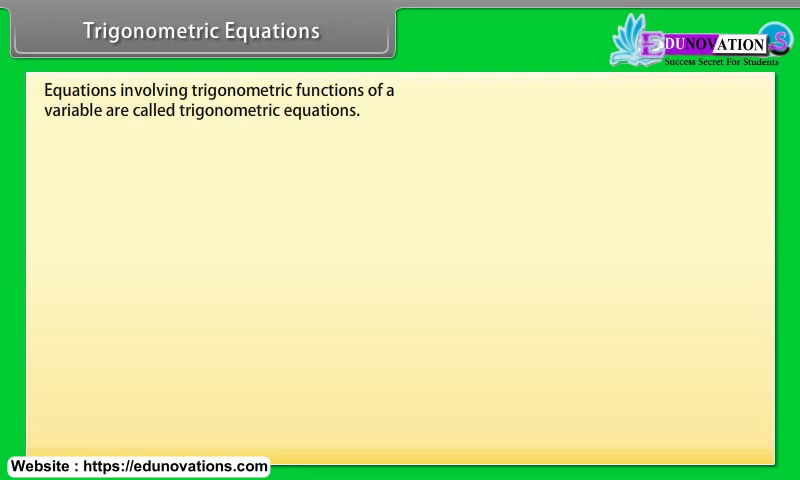 Trigonometric Equations
EDUNOVATION S
Success Secret For Students
Equations involving trigonometric functions of a
variable are called trigonometric equations.
Website : https://edunovations.com